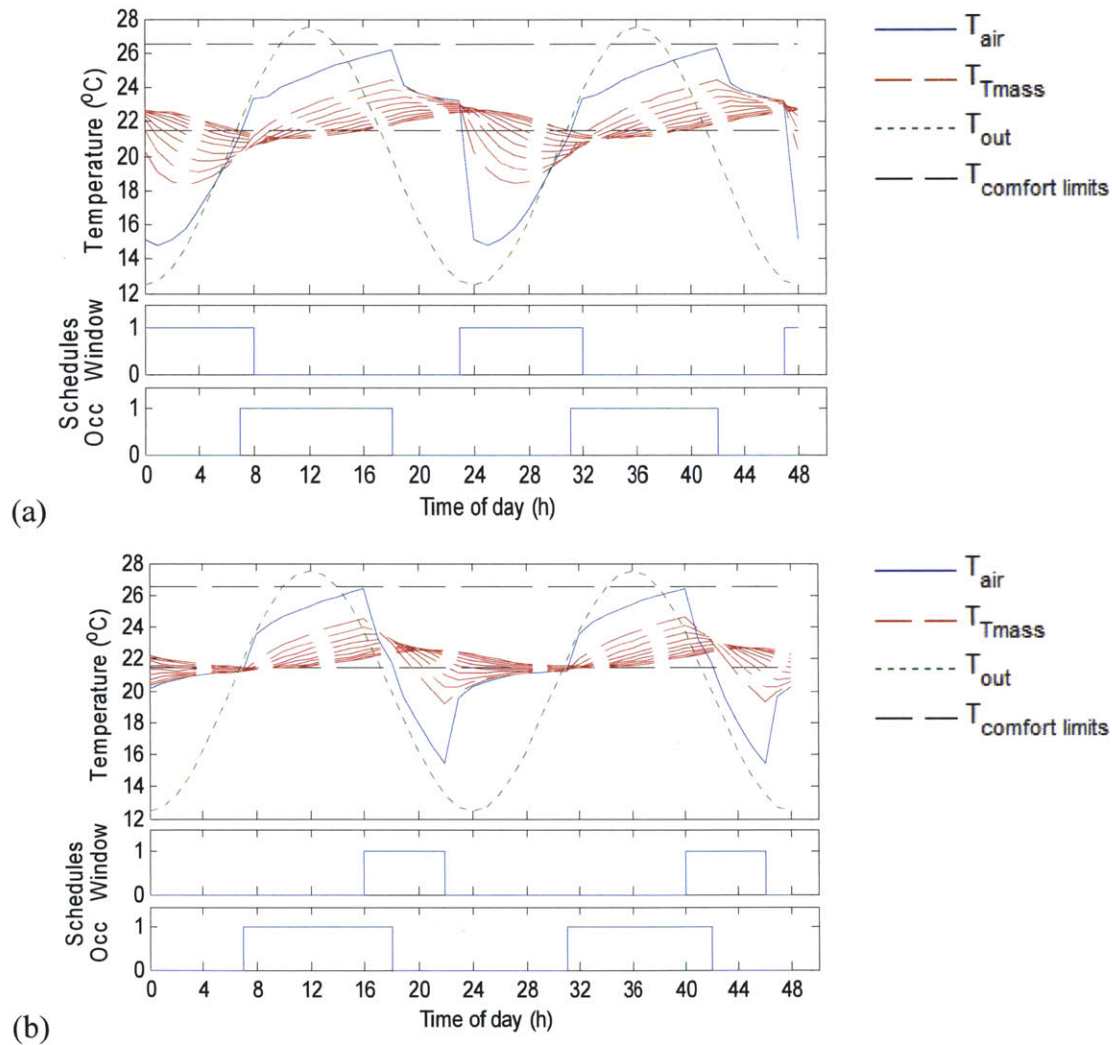 28
26
24
22
20
18
16
14
12
Temperature (⁰C)
T air
T Tmass
T out
T comfort limits
Schedules
Window
Occ
1
0
1
0
0 4 8 12 16 20 24 28 32 36 40 44 48
Time of day (h)
(a)
28
26
24
22
20
18
16
14
12
Temperature (⁰C)
T air
T Tmass
T out
T comfort limits
Schedules
Window
Occ
1
0
1
0
0 4 8 12 16 20 24 28 32 36 40 44 48
Time of day (h)
(b)